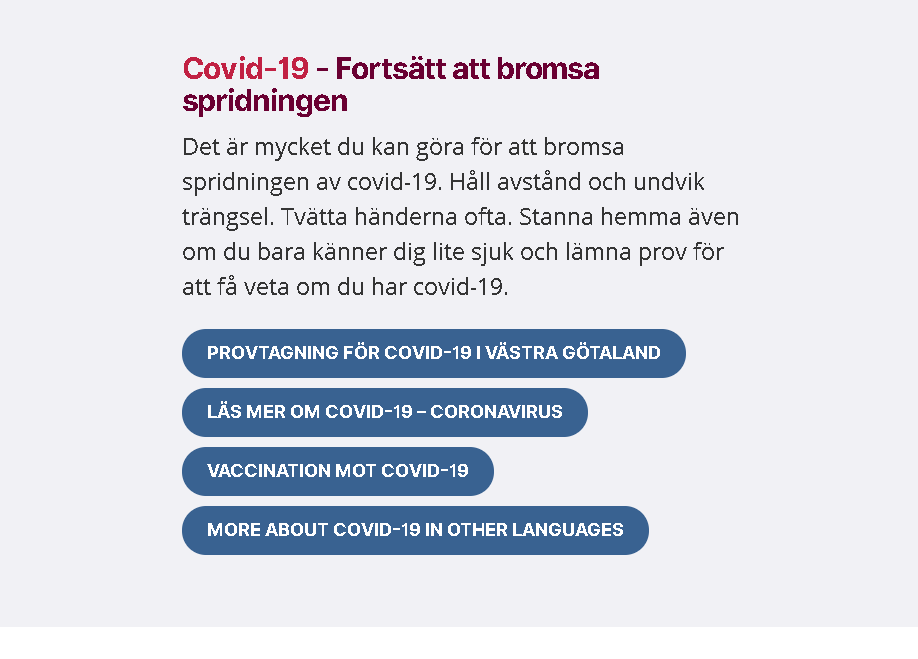 Covid-19 - Fortsätt att bromsa
spridningen
Det är mycket du kan göra för att bromsa
spridningen av covid-19. Håll avstånd och undvik
trängsel. Tvätta händerna ofta. Stanna hemma även
om du bara känner dig lite sjuk och lämna prov för
att få veta om du har covid-19.
PROVTAGNING FÖR COVID-19 I VÄSTRA GÖTALAND
LÄS MER OM COVID-19 – CORONAVIRUS
VACCINATION MOT COVID-19
MORE ABOUT COVID-19 IN OTHER LANGUAGES